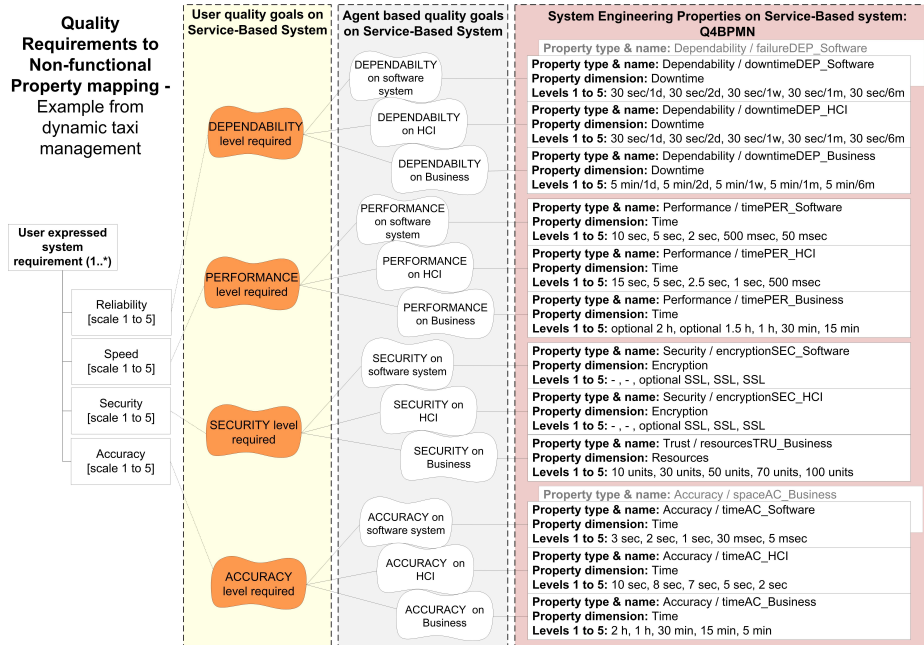 Quality
Requirements to
Non-functional
Property mapping -
Example from
dynamic taxi
management
User expressed
system
requirement (1..*)
Reliability
[scale 1 to 5]
Speed
[scale 1 to 5]
Security
[scale 1 to 5]
Accuracy
[scale 1 to 5]
User quality goals on
Service-Based System
DEPENDABILITY
level required
PERFORMANCE
level required
SECURITY level
required
ACCURACY
level required
Agent based quality goals
on Service-Based System
DEPENDABILTY
on software
system
DEPENDABILTY
on HCI
DEPENDABILTY
on Business
PERFORMANCE
on software
system
PERFORMANCE
on HCI
PERFORMANCE
on Business
SECURITY on
software system
SECURITY on
HCI
SECURITY on
Business
ACCURACY on
software system
ACCURACY on
HCI
ACCURACY on
Business
System Engineering Properties on Service-Based system:
Q4BPMN
Property type & name: Dependability / failureDEP_Software
Property type & name: Dependability / downtimeDEP_Software
Property dimension: Downtime
Levels 1 to 5: 30 sec/1d, 30 sec/2d, 30 sec/1w, 30 sec/1m, 30 sec/6m
Property type & name: Dependability / downtimeDEP_HCI
Property dimension: Downtime
Levels 1 to 5: 30 sec/1d, 30 sec/2d, 30 sec/1w, 30 sec/1m, 30 sec/6m
Property type & name: Dependability / downtimeDEP_Business
Property dimension: Downtime
Levels 1 to 5: 5 min/1d, 5 min/2d, 5 min/1w, 5 min/1m, 5 min/6m
Property type & name: Performance / timePER_Software
Property dimension: Time
Levels 1 to 5: 10 sec, 5 sec, 2 sec, 500 msec, 50 msec
Property type & name: Performance / timePER_HCI
Property dimension: Time
Levels 1 to 5: 15 sec, 5 sec, 2.5 sec, 1 sec, 500 msec
Property type & name: Performance / timePER_Business
Property dimension: Time
Levels 1 to 5: optional 2 h, optional 1.5 h, 1 h, 30 min, 15 min
Property type & name: Security / encryptionSEC_Software
Property dimension: Encryption
Levels 1 to 5: - , - , optional SSL, SSL, SSL
Property type & name: Security / encryptionSEC_HCI
Property dimension: Encryption
Levels 1 to 5: - , - , optional SSL, SSL, SSL
Property type & name: Trust / resourcesTRU_Business
Property dimension: Resources
Levels 1 to 5: 10 units, 30 units, 50 units, 70 units, 100 units
Property type & name: Accuracy / spaceAC_Business
Property type & name: Accuracy / timeAC_Software
Property dimension: Time
Levels 1 to 5: 3 sec, 2 sec, 1 sec, 30 msec, 5 msec
Property type & name: Accuracy / timeAC_HCI
Property dimension: Time
Levels 1 to 5: 10 sec, 8 sec, 7 sec, 5 sec, 2 sec
Property type & name: Accuracy / timeAC_Business
Property dimension: Time
Levels 1 to 5: 2 h, 1 h, 30 min, 15 min, 5 min